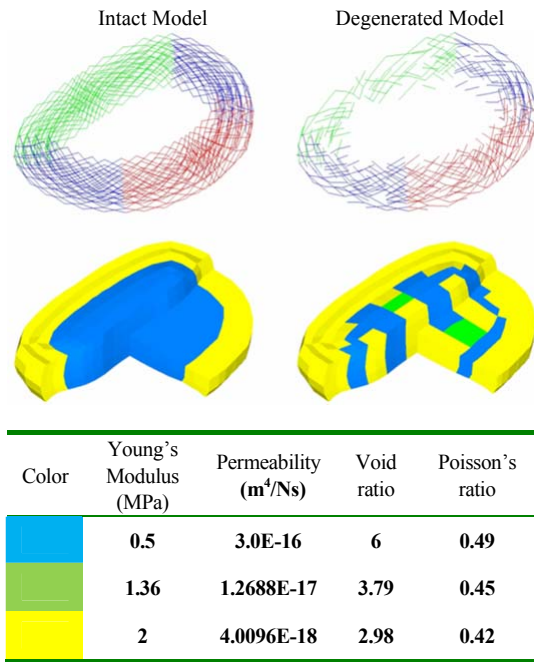 Intact Model Degenerated Model
Color Young's Modulus (MPa) Permeability (m⁴/Ns) Void ratio Poisson's ratio
0.5 3.0E-16 6 0.49
1.36 1.2688E-17 3.79 0.45
2 4.0096E-18 2.98 0.42